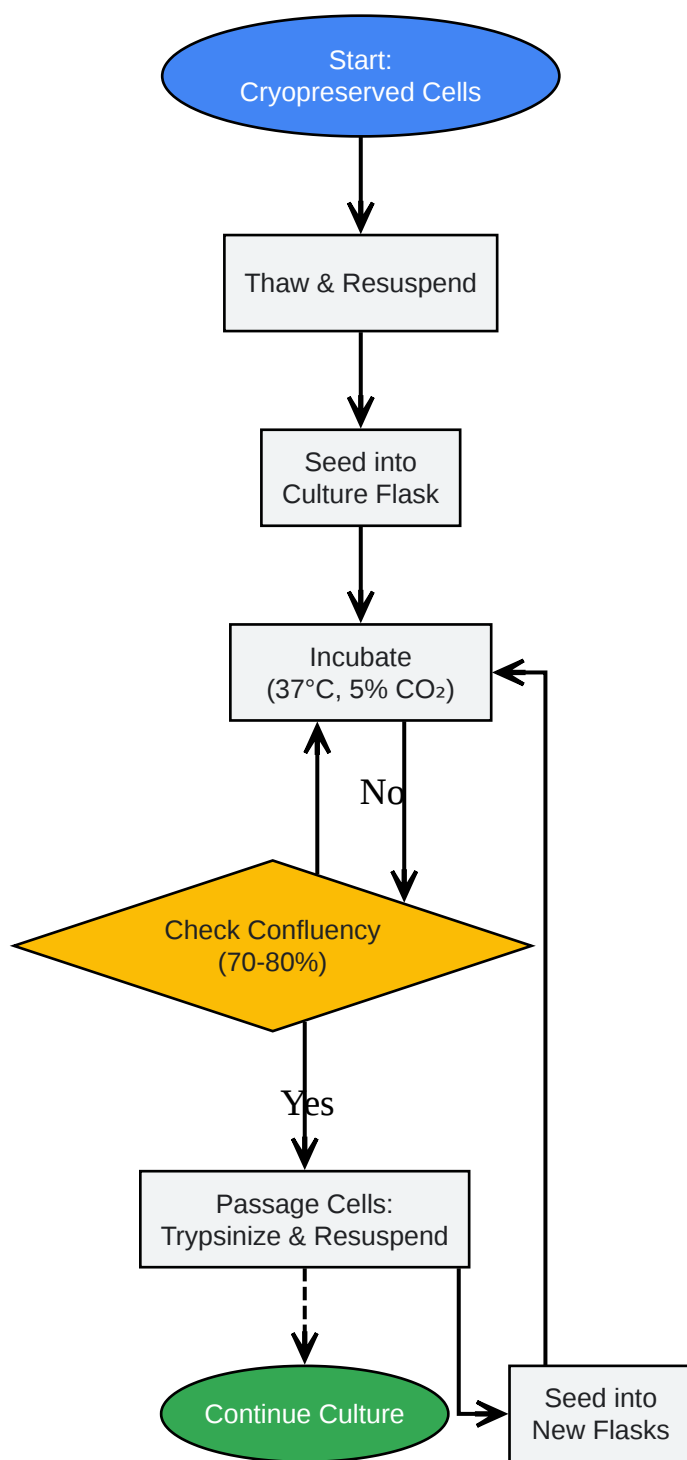 Start:
Cryopreserved Cells
Thaw & Resuspend
Seed into
Culture Flask
Incubate
(37°C, 5% CO₂)
No
Check Confluency
(70-80%)
Yes
Passage Cells:
Trypsinize & Resuspend
Continue Culture
Seed into
New Flasks